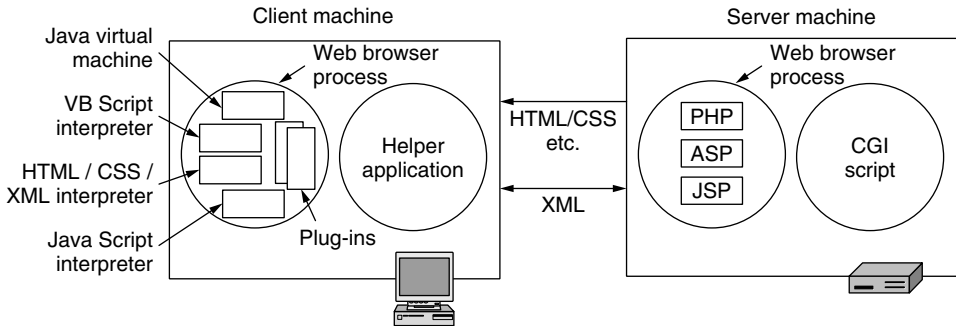 Client machine
Server machine
Java virtual
machine
VB Script
interpreter
HTML / CSS /
XML interpreter
Java Script
interpreter
Web browser
process
Plug-ins
Helper
application
HTML/CSS
etc.
XML
Web browser
process
PHP
ASP
JSP
CGI
script